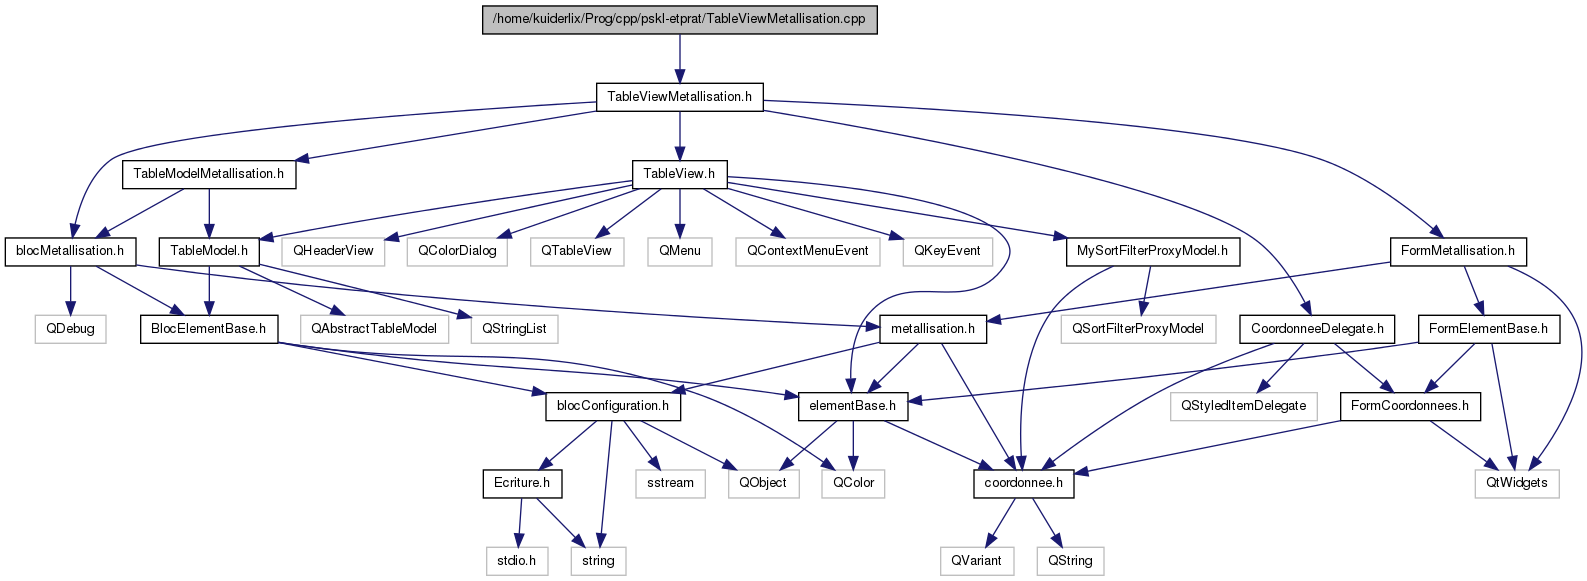 /home/kuiderlix/Prog/cpp/pskl-etprat/TableViewMetallisation.cpp
TableViewMetallisation.h
TableModelMetallisation.h
TableView.h
blocMetallisation.h
TableModel.h
QHeaderView
QColorDialog
QTableView
QMenu
QContextMenuEvent
QKeyEvent
MySortFilterProxyModel.h
FormMetallisation.h
QDebug
BlocElementBase.h
QAbstractTableModel
QStringList
metallisation.h
QSortFilterProxyModel
CoordonneeDelegate.h
FormElementBase.h
blocConfiguration.h
elementBase.h
QStyledItemDelegate
FormCoordonnees.h
Ecriture.h
sstream
QObject
QColor
coordonnee.h
QtWidgets
stdio.h
string
QVariant
QString